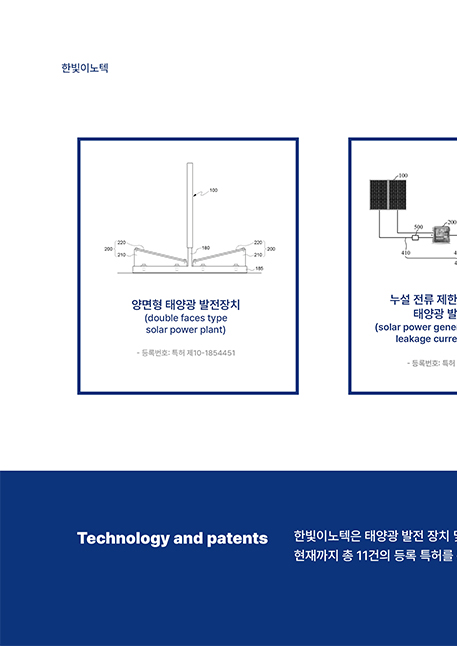 한빛이노텍
100
180
220
200
210
220
200
210
185
양면형 태양광 발전장치
(double faces type
solar power plant)
- 등록번호: 특허 제10-1854451
100
500
200
410
누설 전류 제한
태양광 발
(solar power gene
leakage curre
- 등록번호: 특허
Technology and patents
한빛이노텍은 태양광 발전 장치 및
현재까지 총 11건의 등록 특허를